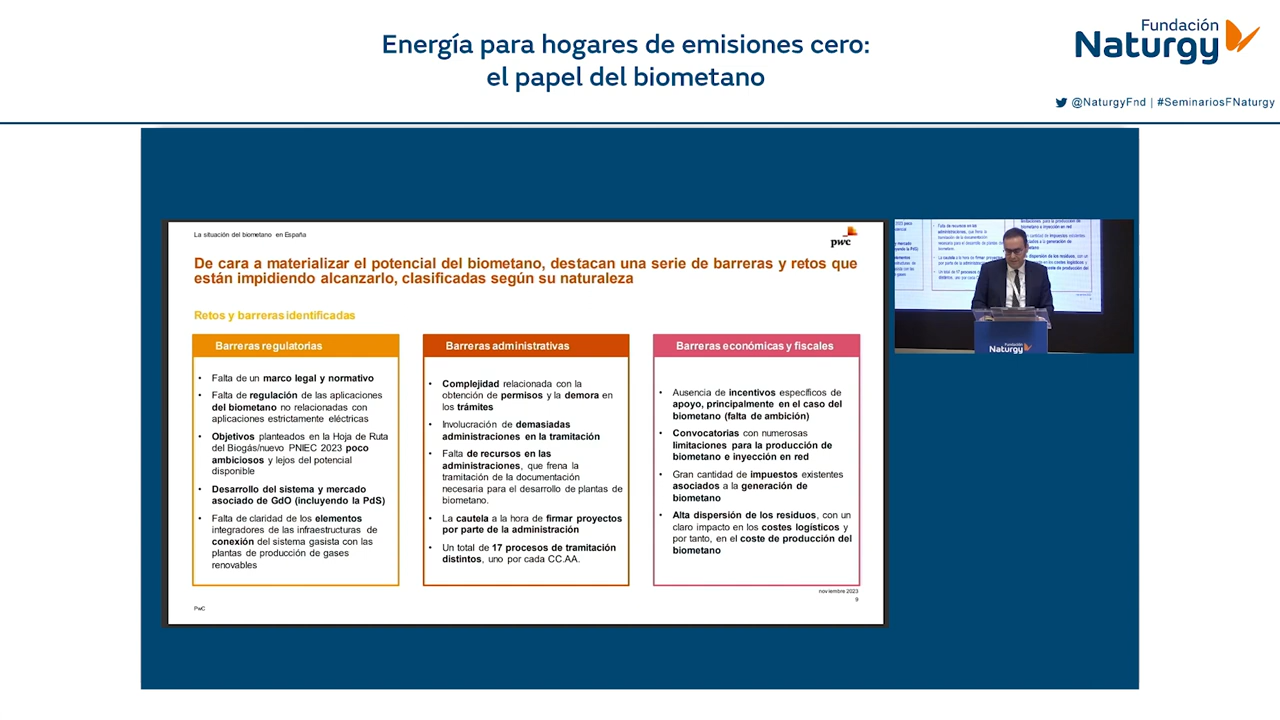 Energía para hogares de emisiones cero:
el papel del biometano
Fundación
Naturgy
@NaturgyFnd | #SeminariosFNaturgy
La situación del biometano en España
pwc
De cara a materializar el potencial del biometano, destacan una serie de barreras y retos que
están impidiendo alcanzarlo, clasificadas según su naturaleza
Retos y barreras identificadas
Barreras regulatorias
• Falta de un marco legal y normativo
• Falta de regulación de las aplicaciones
del biometano no relacionadas con
aplicaciones estrictamente eléctricas
• Objetivos planteados en la Hoja de Ruta
del Biogás/nuevo PNIEC 2023 poco
ambiciosos y lejos del potencial
disponible
• Desarrollo del sistema y mercado
asociado de GdO (incluyendo la PdS)
• Falta de claridad de los elementos
integradores de las infraestructuras de
conexión del sistema gasista con las
plantas de producción de gases
renovables
Barreras administrativas
• Complejidad relacionada con la
obtención de permisos y la demora en
los trámites
• Involucración de demasiadas
administraciones en la tramitación
• Falta de recursos en las
administraciones, que frena la
tramitación de la documentación
necesaria para el desarrollo de plantas de
biometano.
• La cautela a la hora de firmar proyectos
por parte de la administración
• Un total de 17 procesos de tramitación
distintos, uno por cada CC.AA.
Barreras económicas y fiscales
• Ausencia de incentivos específicos de
apoyo, principalmente en el caso del
biometano (falta de ambición)
• Convocatorias con numerosas
limitaciones para la producción de
biometano e inyección en red
• Gran cantidad de impuestos existentes
asociados a la generación de
biometano
• Alta dispersión de los residuos, con un
claro impacto en los costes logísticos y
por tanto, en el coste de producción del
biometano
noviembre 2023
9
PwC
Fundación
Naturgy